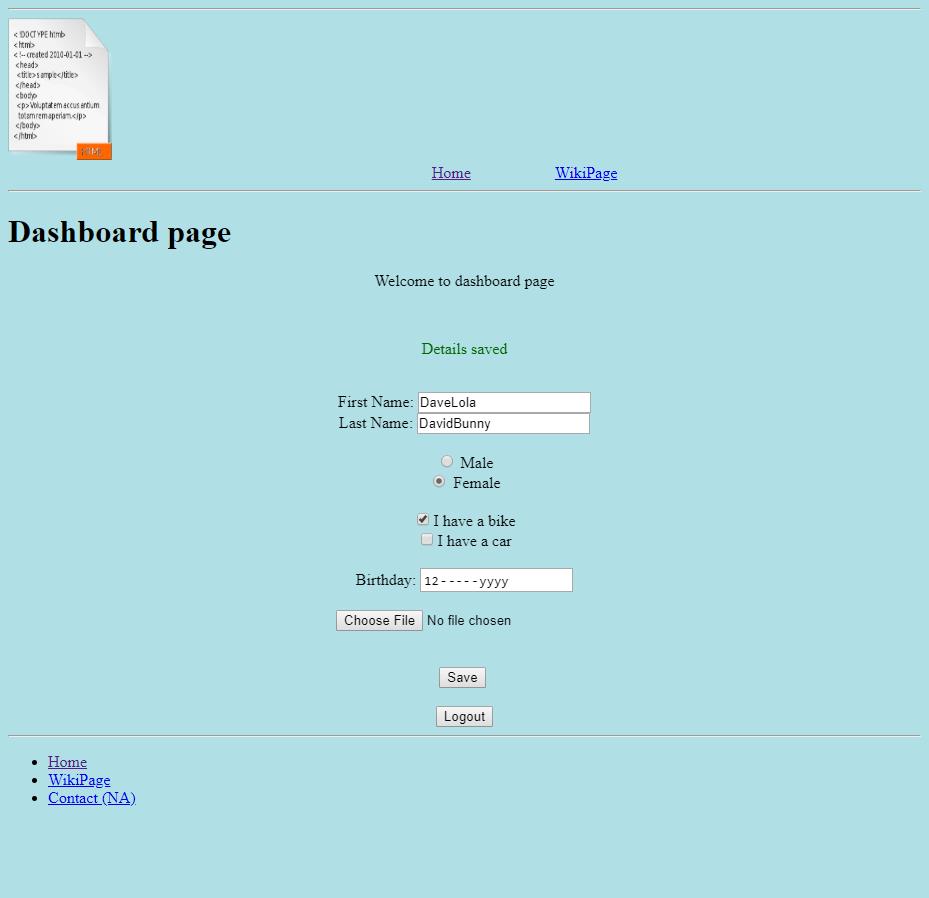 < !DOCTYPE html>
<html>
< !-- created 2010-01-01 -->
<head>
<title>sample</title>
</head>
<body>
<p>Voluptatem accusantium
totam rem aperiam.</p>
</body>
</html>
HTML
Home WikiPage
Dashboard page
Welcome to dashboard page
Details saved
First Name: DaveLola
Last Name: DavidBunny
Male
Female
I have a bike
I have a car
Birthday: 12-----yyyy
Choose File No file chosen
Save
Logout
Home
WikiPage
Contact (NA)